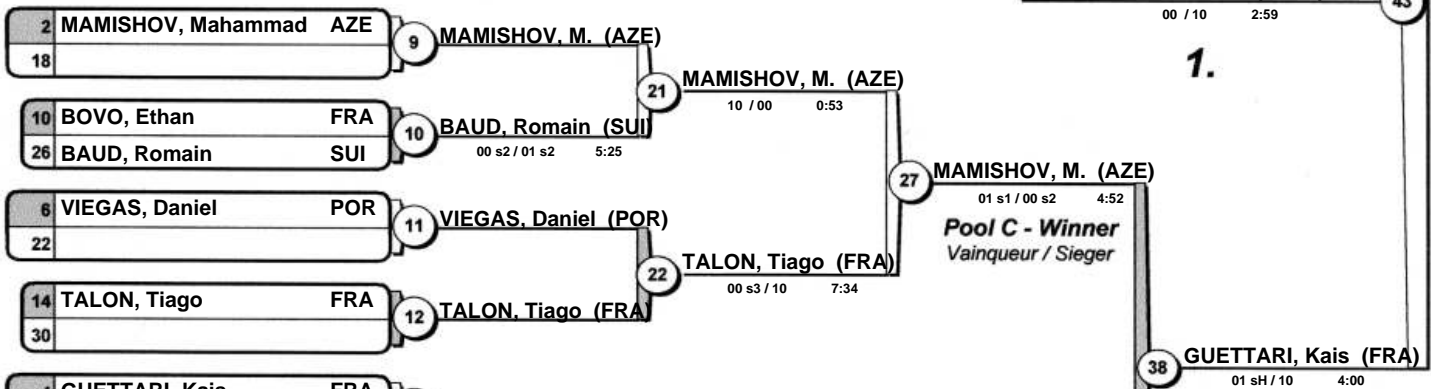 2 MAMISHOV, Mahammad AZE
18
9
MAMISHOV, M. (AZE)
10 BOVO, Ethan FRA
26 BAUD, Romain SUI
10
BAUD, Romain (SUI)
00 s2 / 01 s2 5:25
21
MAMISHOV, M. (AZE)
10 / 00 0:53
6 VIEGAS, Daniel POR
22
11
VIEGAS, Daniel (POR)
14 TALON, Tiago FRA
30
12
TALON, Tiago (FRA)
22
TALON, Tiago (FRA)
00 s3 / 10 7:34
27
MAMISHOV, M. (AZE)
01 s1 / 00 s2 4:52
Pool C - Winner
Vainqueur / Sieger
00 / 10 2:59
43
1.
38
GUETTARI, Kais (FRA)
01 sH / 10 4:00
GUETTARI, Kais FRA